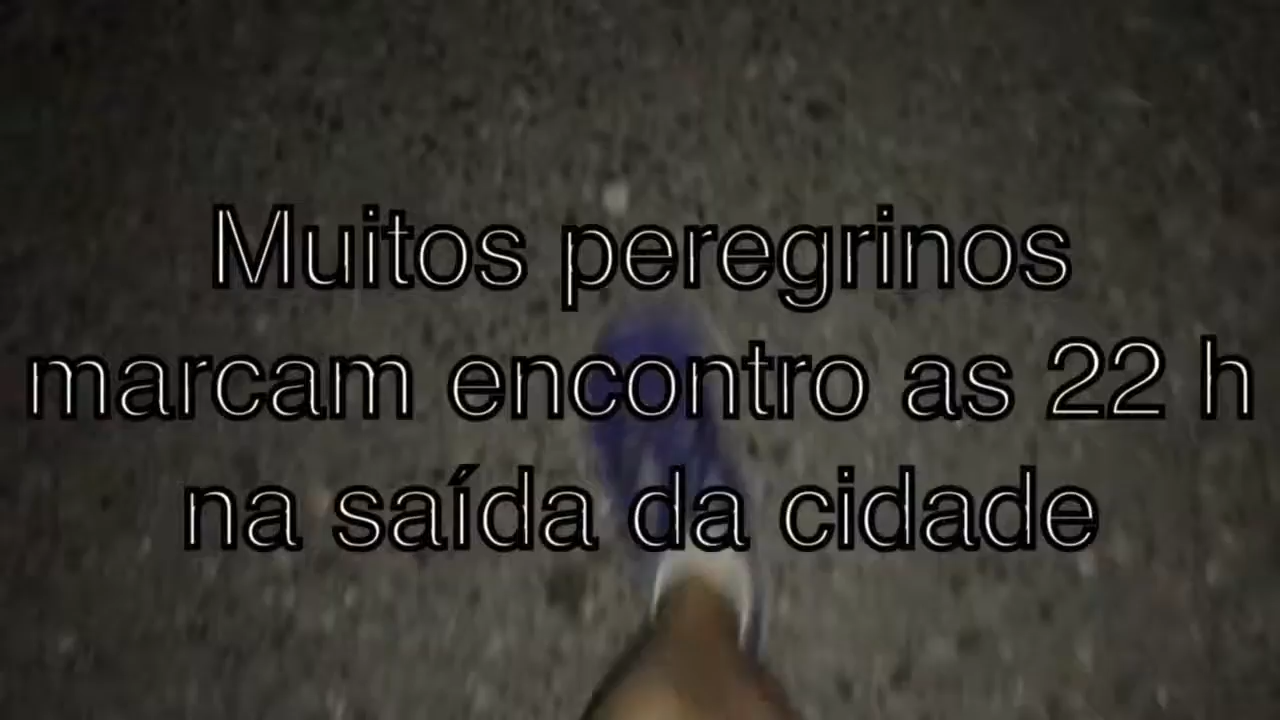 Muitos peregrinos
marcam encontro as 22 h
na saída da cidade